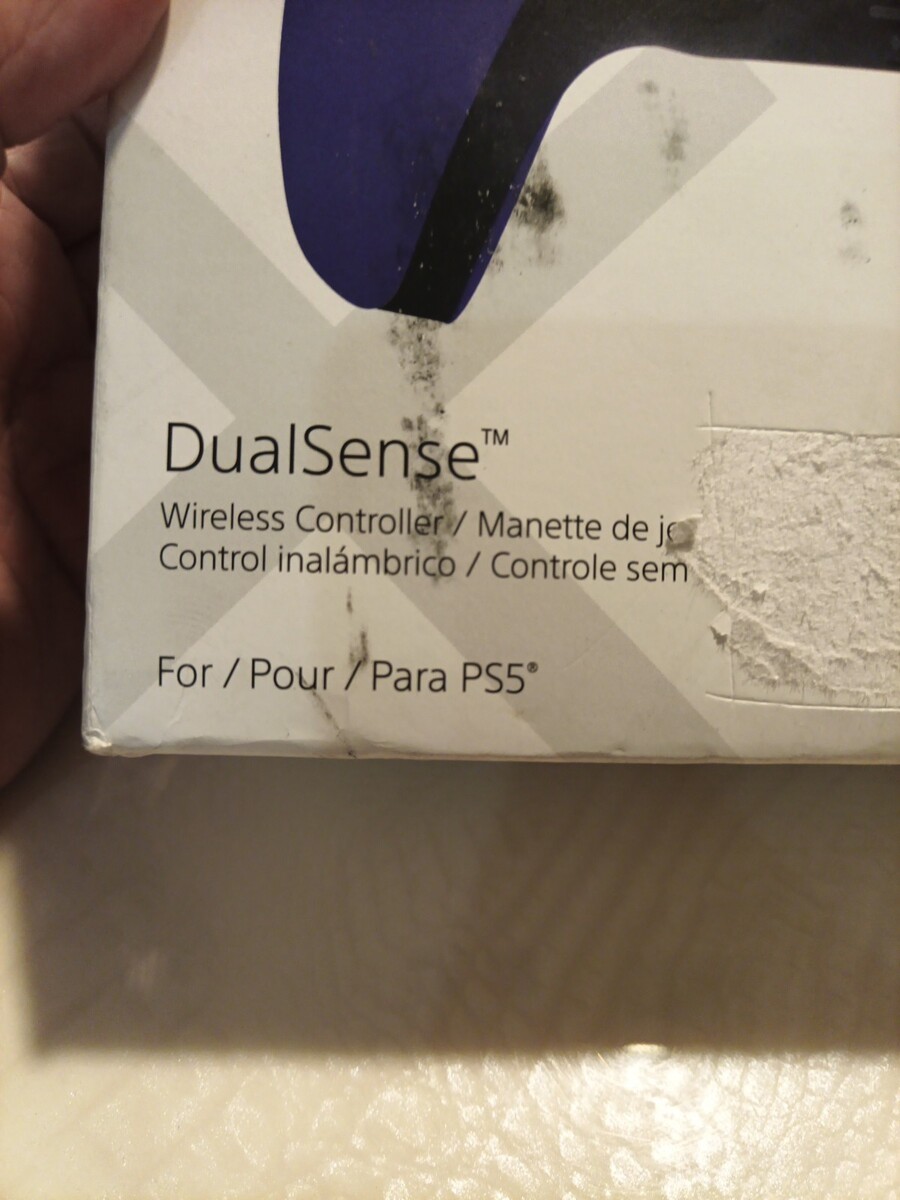 DualSense™
Wireless Controller / Manette de
Control inalámbrico / Controle sem
For / Pour / Para PS5®